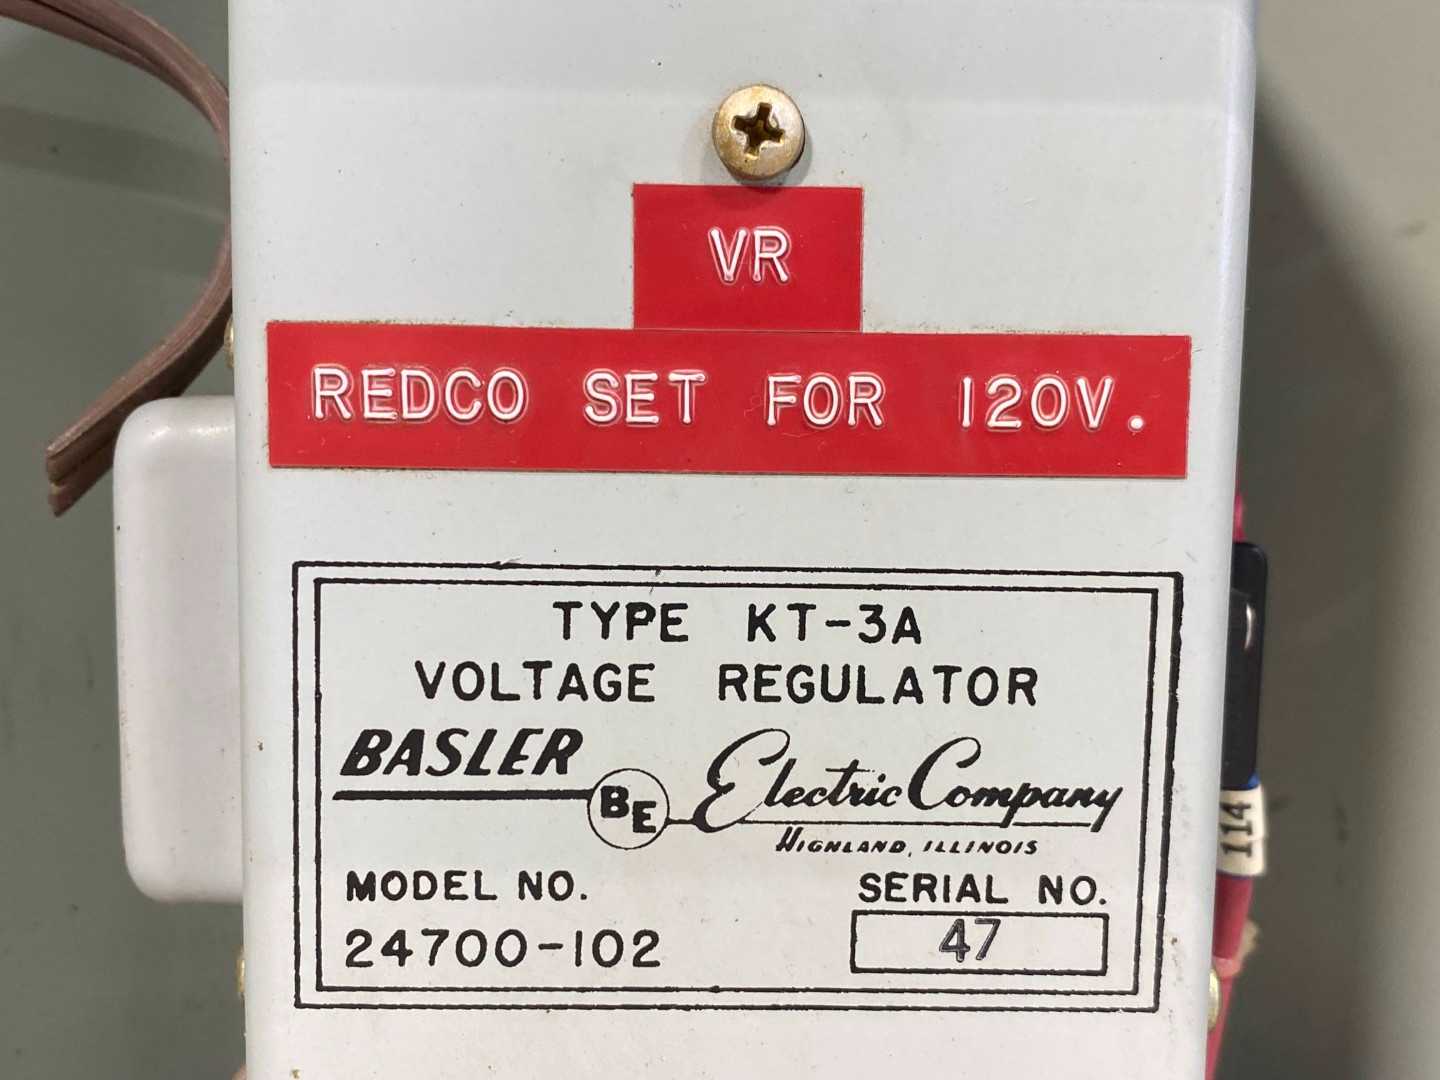 VR
REDCO SET FOR 120V.
TYPE KT-3A
VOLTAGE REGULATOR
BASLER BE Electric Company
HIGHLAND, ILLINOIS
MODEL NO. SERIAL NO.
24700-102 47
114